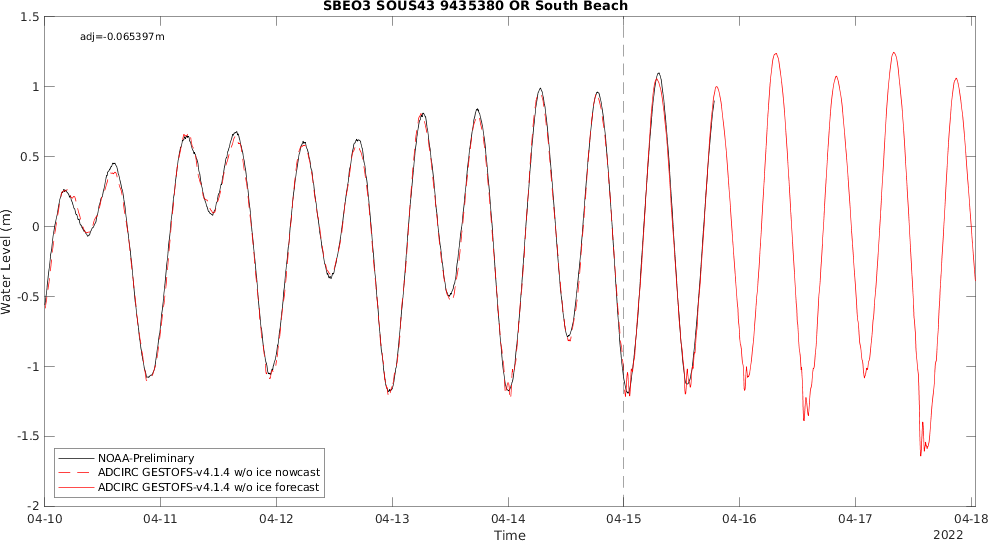 SBEO3 SOUS43 9435380 OR South Beach
adj=-0.065397m
1.5
1
0.5
0
-0.5
-1
-1.5
-2
Water Level (m)
NOAA-Preliminary
ADCIRC GESTOFS-v4.1.4 w/o ice nowcast
ADCIRC GESTOFS-v4.1.4 w/o ice forecast
04-10 04-11 04-12 04-13 04-14 04-15 04-16 04-17 04-18
Time
2022